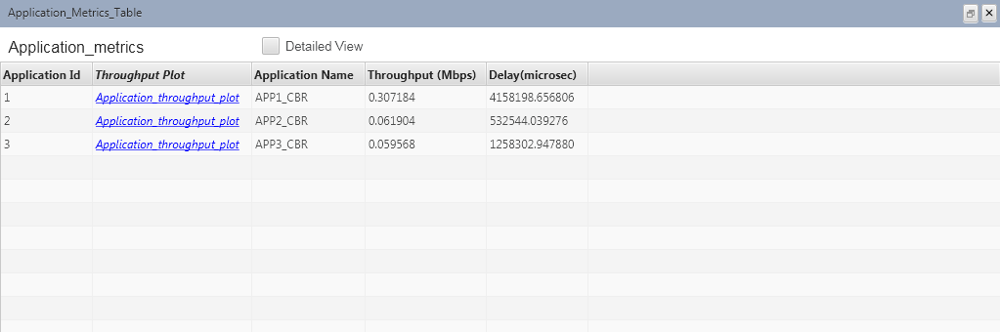 Application_Metrics_Table
Application_metrics Detailed View
Application Id Throughput Plot Application Name Throughput (Mbps) Delay(microsec)
1 Application_throughput_plot APP1_CBR 0.307184 4158198.656806
2 Application_throughput_plot APP2_CBR 0.061904 532544.039276
3 Application_throughput_plot APP3_CBR 0.059568 1258302.947880